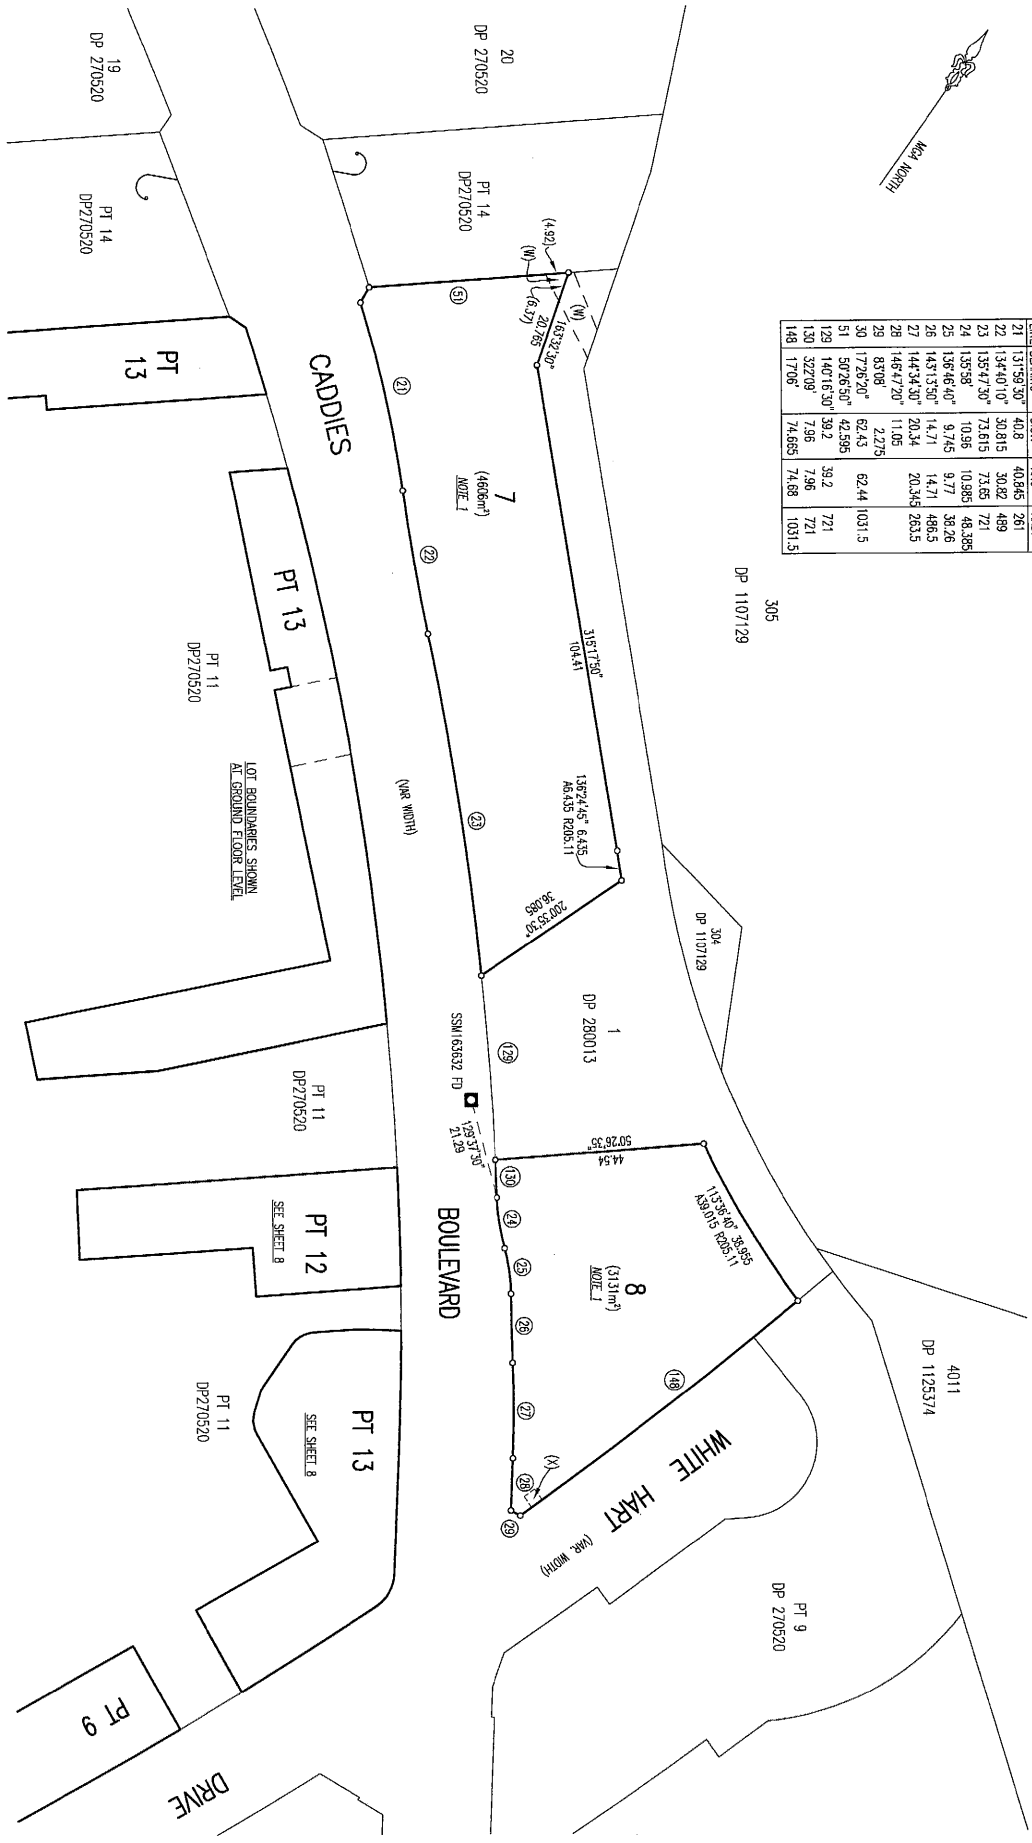 MGA NORTH
21 131°59'30" 40.8 40.845 261
22 134°40'10" 30.815 30.82 489
23 135°47'30" 73.615 73.65 721
24 135°58' 10.96 10.985 48.385
25 136°46'40" 9.745 9.77 38.26
26 143°13'50" 14.71 14.71 486.5
27 144°34'30" 20.34 20.345 263.5
28 146°47'20" 11.05
29 83°08' 2.275
30 17°26'20" 62.43 62.44 1031.5
51 50°26'50" 42.595
129 140°16'30" 39.2 39.2 721
130 322°09' 7.96 7.96 721
148 17°06' 74.665 74.68 1031.5
20
DP 270520
19
DP 270520
PT 14
DP270520
PT 14
DP270520
(4.92)
(W)
(W)
(6.37)
163°32'30"
20.765
51
PT
13
CADDIES
21
7
(4606m²)
NOTE 1
22
305
DP 1107129
315°17'50"
104.41
PT 13
PT 11
DP270520
LOT BOUNDARIES SHOWN
AT GROUND FLOOR LEVEL
(VAR WIDTH)
23
136°24'45" 6.435
A6.435 R205.11
200°35'30"
36.085
304
DP 1107129
1
DP 280013
129
SSM163632 FD
129°37'30"
21.29
50°26'35"
44.54
113°36'40" 38.955
A39.015 R205.11
PT 11
DP270520
PT 12
SEE SHEET 8
BOULEVARD
130
24
25
26
27
28
29
8
(3131m²)
NOTE 1
148
(X)
WHITE HART
(VAR. WIDTH)
4011
DP 1125374
PT 11
DP270520
PT 13
SEE SHEET 8
PT 9
DP 270520
PT 9
DRIVE